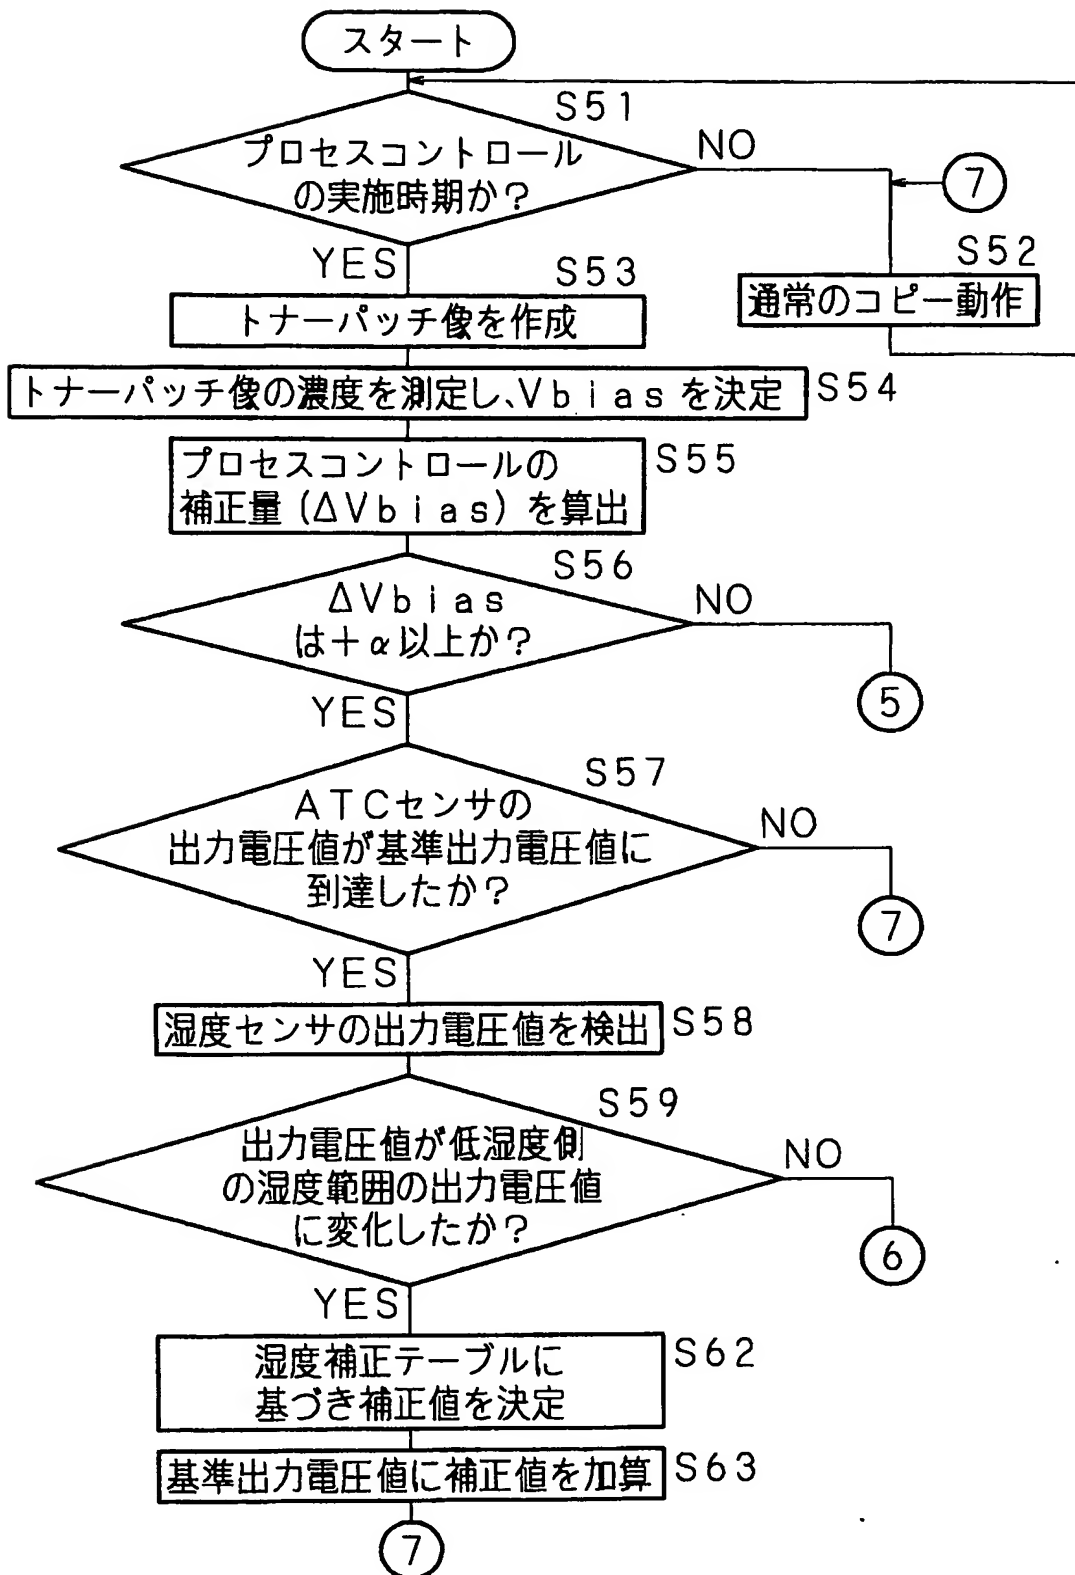 スタート
S51
プロセスコントロール
の実施時期か?
NO
⑦
YES
S52
通常のコピー動作
S53
トナーパッチ像を作成
トナーパッチ像の濃度を測定し、Vbiasを決定
S54
プロセスコントロールの
補正量(ΔVbias)を算出
S55
S56
ΔVbias
は+α以上か?
NO
⑤
YES
S57
ATCセンサの
出力電圧値が基準出力電圧値に
到達したか?
NO
⑦
YES
湿度センサの出力電圧値を検出
S58
S59
出力電圧値が低湿度側
の湿度範囲の出力電圧値
に変化したか?
NO
⑥
YES
湿度補正テーブルに
基づき補正値を決定
S62
基準出力電圧値に補正値を加算
S63
⑦